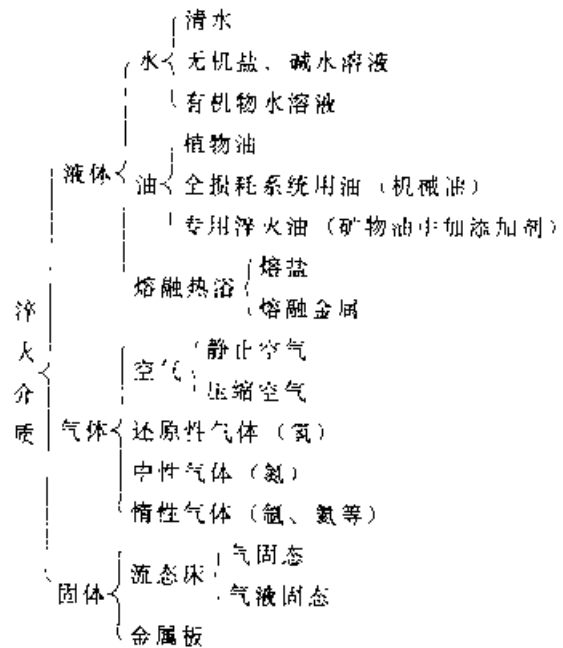 淬火介质
液体
水
清水
无机盐、碱水溶液
有机物水溶液
油
植物油
全损耗系统用油（机械油）
专用淬火油（矿物油中加添加剂）
熔融热浴
熔盐
熔融金属
气体
空气
静止空气
压缩空气
还原性气体（氢）
中性气体（氮）
惰性气体（氩、氦等）
固体
流态床
气固态
气液固态
金属板